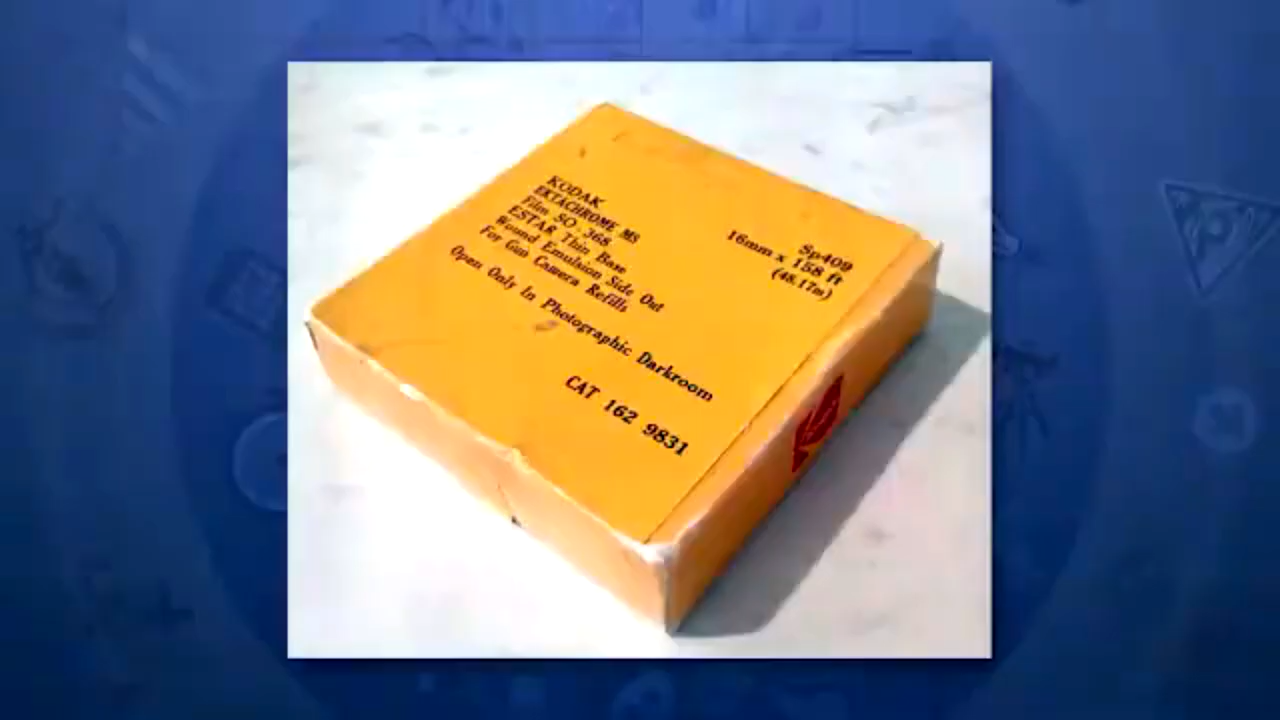 KODAK
EKTACHROME MS
Film SO 368
ESTAR Thin Base
Wound Emulsion Side Out
For Gun Camera Refills
Open Only In Photographic Darkroom
Sp409
16mm x 158 ft
(48.17m)
CAT 162 9831